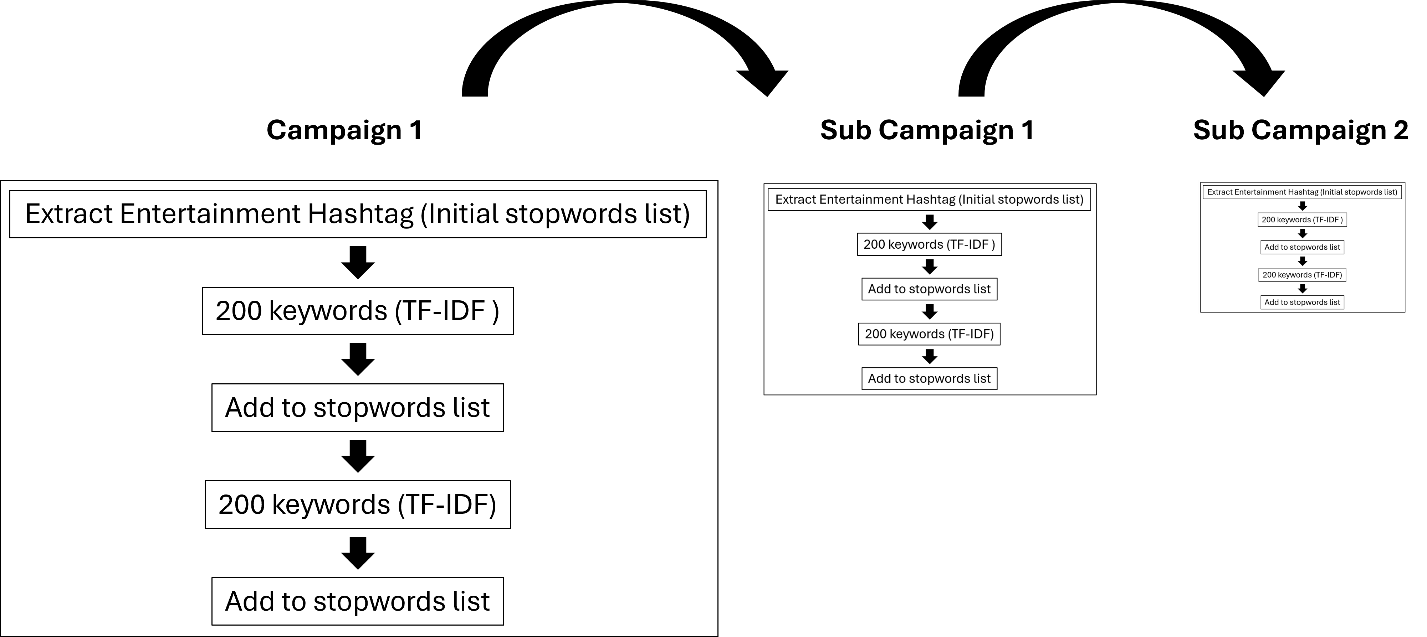 Campaign 1
Extract Entertainment Hashtag (Initial stopwords list)
200 keywords (TF-IDF )
Add to stopwords list
200 keywords (TF-IDF)
Add to stopwords list
Sub Campaign 1
Extract Entertainment Hashtag (Initial stopwords list)
200 keywords (TF-IDF )
Add to stopwords list
200 keywords (TF-IDF)
Add to stopwords list
Sub Campaign 2
Extract Entertainment Hashtag (Initial stopwords list)
200 keywords (TF-IDF )
Add to stopwords list
200 keywords (TF-IDF)
Add to stopwords list